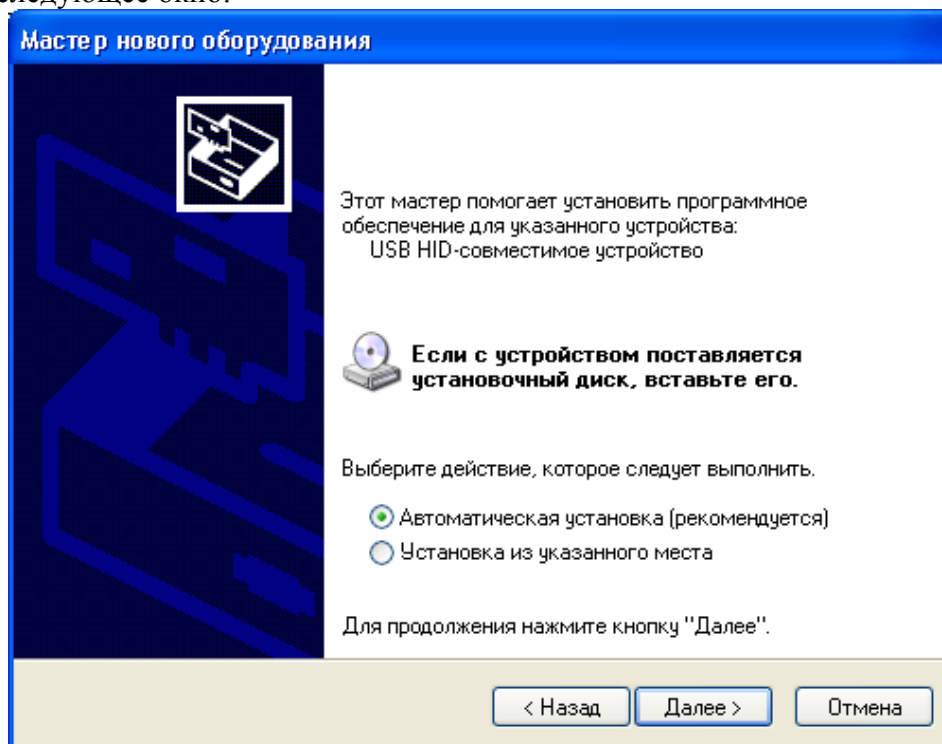 следующее окно:
Мастер нового оборудования
Этот мастер помогает установить программное
обеспечение для указанного устройства:
USB HID-совместимое устройство
Если с устройством поставляется
установочный диск, вставьте его.
Выберите действие, которое следует выполнить.
Автоматическая установка (рекомендуется)
Установка из указанного места
Для продолжения нажмите кнопку "Далее".
< Назад
Далее >
Отмена